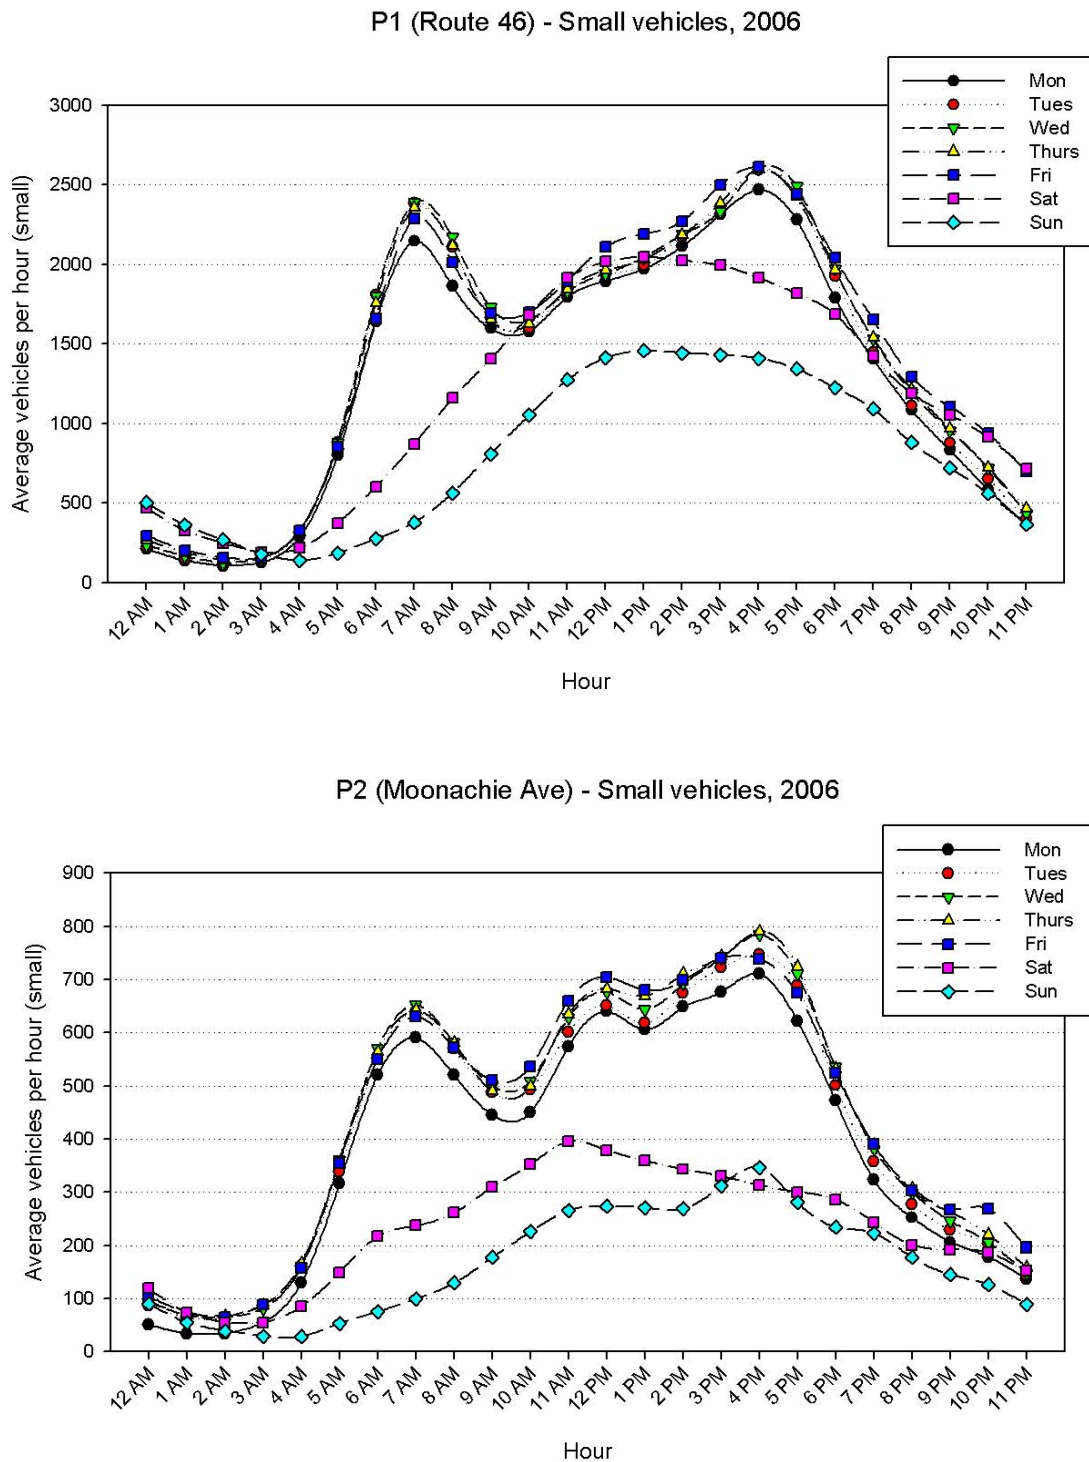 P1 (Route 46) - Small vehicles, 2006
Mon
Tues
Wed
Thurs
Fri
Sat
Sun
3000
2500
2000
1500
1000
500
0
Average vehicles per hour (small)
12 AM
1 AM
2 AM
3 AM
4 AM
5 AM
6 AM
7 AM
8 AM
9 AM
10 AM
11 AM
12 PM
1 PM
2 PM
3 PM
4 PM
5 PM
6 PM
7 PM
8 PM
9 PM
10 PM
11 PM
Hour
P2 (Moonachie Ave) - Small vehicles, 2006
Mon
Tues
Wed
Thurs
Fri
Sat
Sun
900
800
700
600
500
400
300
200
100
0
Average vehicles per hour (small)
12 AM
1 AM
2 AM
3 AM
4 AM
5 AM
6 AM
7 AM
8 AM
9 AM
10 AM
11 AM
12 PM
1 PM
2 PM
3 PM
4 PM
5 PM
6 PM
7 PM
8 PM
9 PM
10 PM
11 PM
Hour